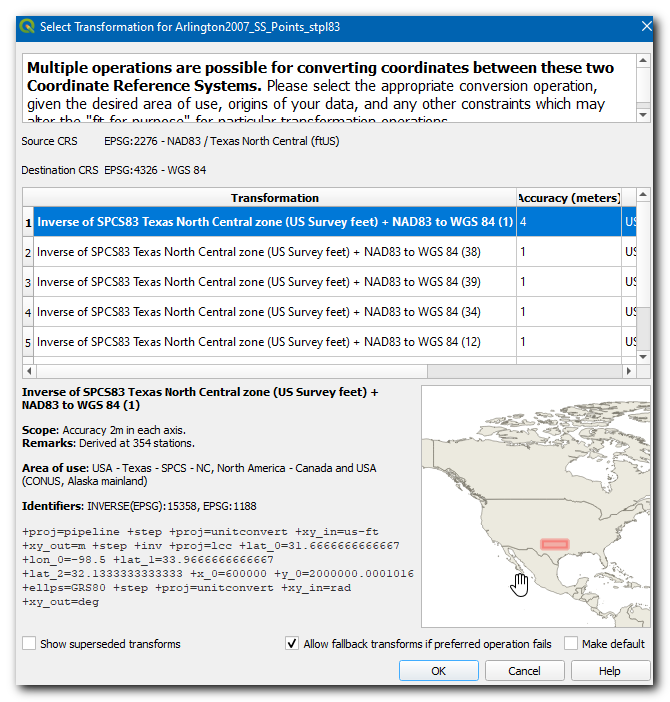 Select Transformation for Arlington2007_SS_Points_stpl83
Multiple operations are possible for converting coordinates between these two
Coordinate Reference Systems. Please select the appropriate conversion operation,
given the desired area of use, origins of your data, and any other constraints which may
alter the "fit for purpose" for particular transformation operations.
Source CRS EPSG:2276 - NAD83 / Texas North Central (ftUS)
Destination CRS EPSG:4326 - WGS 84
Transformation Accuracy (meters)
1 Inverse of SPCS83 Texas North Central zone (US Survey feet) + NAD83 to WGS 84 (1) 4 US
2 Inverse of SPCS83 Texas North Central zone (US Survey feet) + NAD83 to WGS 84 (38) 1 US
3 Inverse of SPCS83 Texas North Central zone (US Survey feet) + NAD83 to WGS 84 (39) 1 US
4 Inverse of SPCS83 Texas North Central zone (US Survey feet) + NAD83 to WGS 84 (34) 1 US
5 Inverse of SPCS83 Texas North Central zone (US Survey feet) + NAD83 to WGS 84 (12) 1 US
Inverse of SPCS83 Texas North Central zone (US Survey feet) +
NAD83 to WGS 84 (1)
Scope: Accuracy 2m in each axis.
Remarks: Derived at 354 stations.
Area of use: USA - Texas - SPCS - NC, North America - Canada and USA
(CONUS, Alaska mainland)
Identifiers: INVERSE(EPSG):15358, EPSG:1188
+proj=pipeline +step +proj=unitconvert +xy_in=us-ft
+xy_out=m +step +inv +proj=lcc +lat_0=31.6666666666667
+lon_0=-98.5 +lat_1=33.9666666666667
+lat_2=32.1333333333333 +x_0=600000 +y_0=2000000.0001016
+ellps=GRS80 +step +proj=unitconvert +xy_in=rad
+xy_out=deg
Show superseded transforms
Allow fallback transforms if preferred operation fails
Make default
OK
Cancel
Help